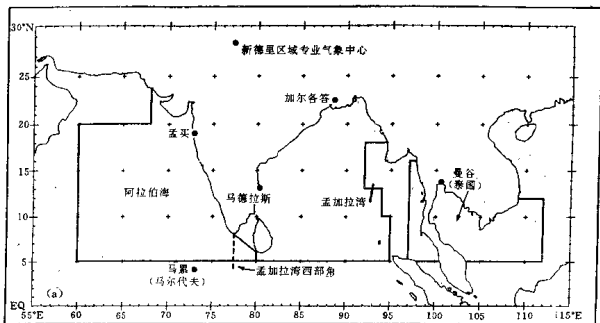 30°N
新德里区域专业气象中心
25
加尔各答
20
孟买
15
阿拉伯海
马德拉斯
孟加拉湾
曼谷
(泰國)
10
5
马累
(马尔代夫)
孟加拉湾西部角
(a)
EQ
55°E 60 65 70 75 80 85 90 95 100 105 110 115°E